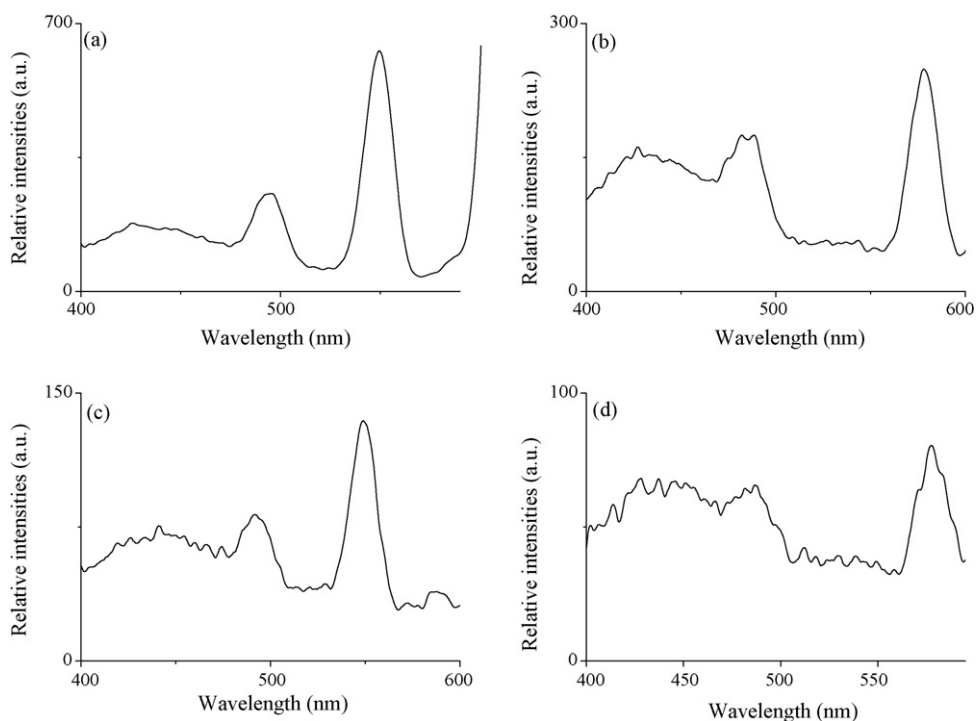 700
(a)
Relative intensities (a.u.)
0
400
500
Wavelength (nm)
300
(b)
Relative intensities (a.u.)
0
400
500
600
Wavelength (nm)
150
(c)
Relative intensities (a.u.)
0
400
500
600
Wavelength (nm)
100
(d)
Relative intensities (a.u.)
0
400
450
500
550
Wavelength (nm)